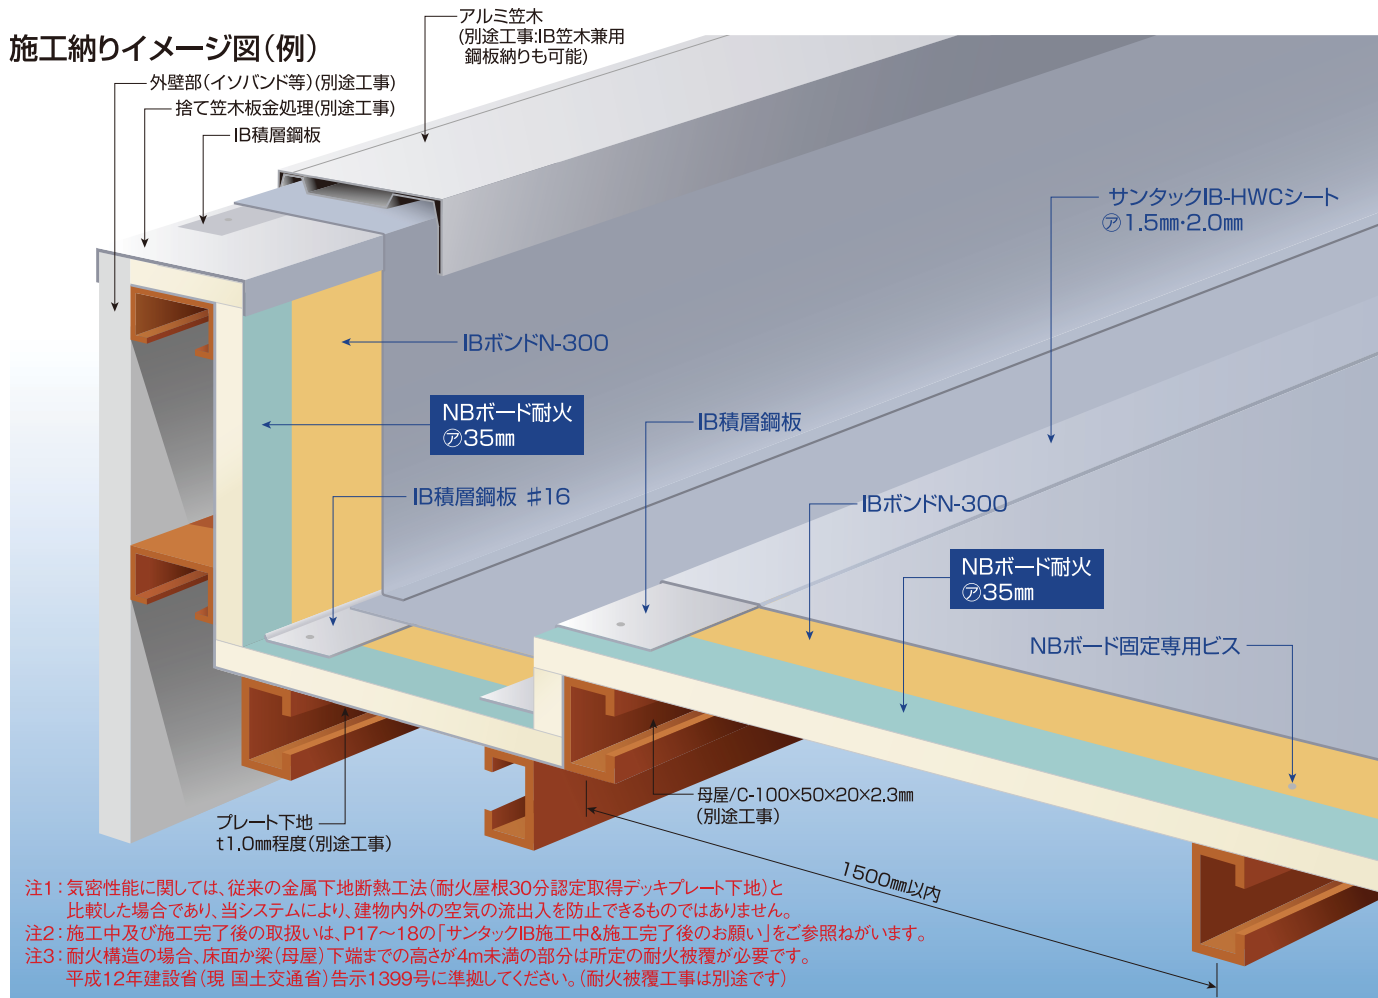 施工納りイメージ図(例)
アルミ笠木
(別途工事:IB笠木兼用
鋼板納りも可能)
外壁部(イソバンド等)(別途工事)
捨て笠木板金処理(別途工事)
IB積層鋼板
サンタックIB-HWCシート
㋐1.5㎜・2.0㎜
IBボンドN-300
NBボード耐火
㋐35㎜
IB積層鋼板
IB積層鋼板 #16
IBボンドN-300
NBボード耐火
㋐35㎜
NBボード固定専用ビス
母屋/C-100×50×20×2.3㎜
(別途工事)
プレート下地
t1.0㎜程度(別途工事)
1500㎜以内
注1：気密性能に関しては、従来の金属下地断熱工法(耐火屋根30分認定取得デッキプレート下地)と
比較した場合であり、当システムにより、建物内外の空気の流出入を防止できるものではありません。
注2：施工中及び施工完了後の取扱いは、P17〜18の「サンタックIB施工中&施工完了後のお願い」をご参照ねがいます。
注3：耐火構造の場合、床面か梁(母屋)下端までの高さが4m未満の部分は所定の耐火被覆が必要です。
平成12年建設省(現 国土交通省)告示1399号に準拠してください。(耐火被覆工事は別途です)